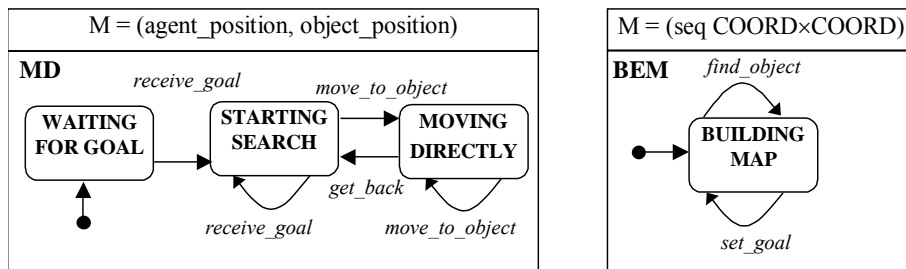 M = (agent_position, object_position)
MD
receive_goal
move_to_object
WAITING
FOR GOAL
STARTING
SEARCH
MOVING
DIRECTLY
get_back
receive_goal
move_to_object
M = (seq COORD×COORD)
BEM
find_object
BUILDING
MAP
set_goal